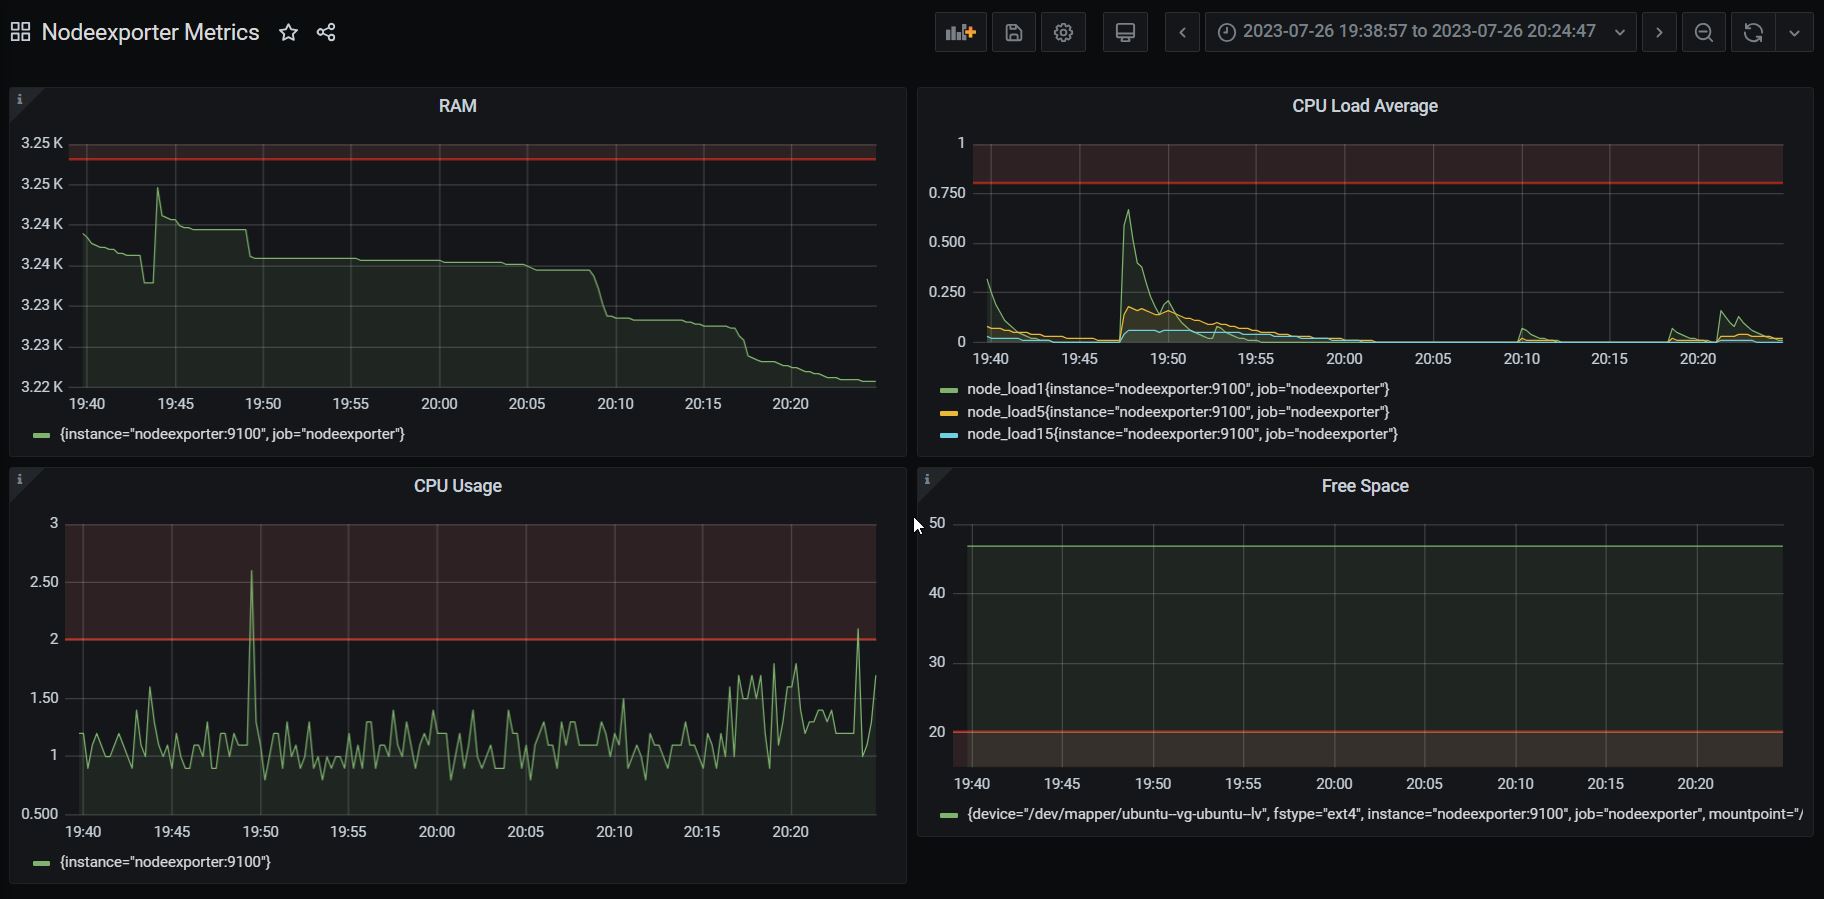 Nodeexporter Metrics
2023-07-26 19:38:57 to 2023-07-26 20:24:47
RAM
3.25 K
3.25 K
3.24 K
3.24 K
3.23 K
3.23 K
3.22 K
19:40 19:45 19:50 19:55 20:00 20:05 20:10 20:15 20:20
{instance="nodeexporter:9100", job="nodeexporter"}
CPU Load Average
1
0.750
0.500
0.250
0
19:40 19:45 19:50 19:55 20:00 20:05 20:10 20:15 20:20
node_load1{instance="nodeexporter:9100", job="nodeexporter"}
node_load5{instance="nodeexporter:9100", job="nodeexporter"}
node_load15{instance="nodeexporter:9100", job="nodeexporter"}
CPU Usage
3
2.50
2
1.50
1
0.500
19:40 19:45 19:50 19:55 20:00 20:05 20:10 20:15 20:20
{instance="nodeexporter:9100"}
Free Space
50
40
30
20
19:40 19:45 19:50 19:55 20:00 20:05 20:10 20:15 20:20
{device="/dev/mapper/ubuntu--vg-ubuntu--lv", fstype="ext4", instance="nodeexporter:9100", job="nodeexporter", mountpoint="/